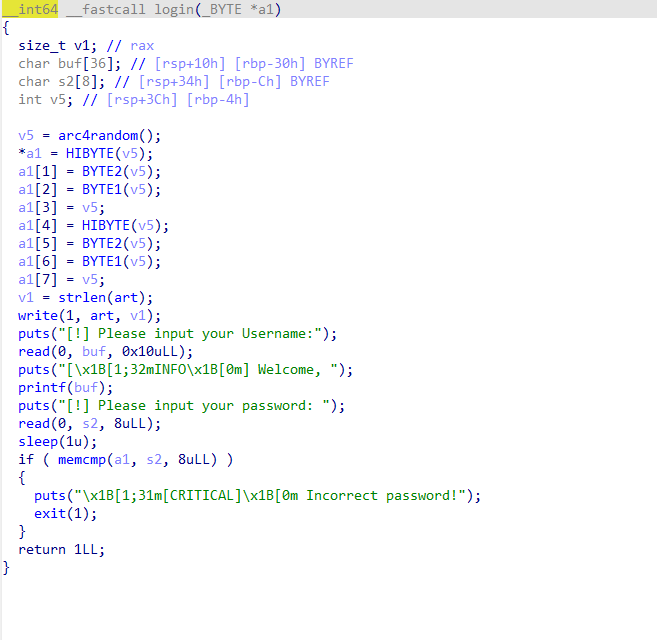 __int64 __fastcall login(_BYTE *a1)
{
  size_t v1; // rax
  char buf[36]; // [rsp+10h] [rbp-30h] BYREF
  char s2[8]; // [rsp+34h] [rbp-Ch] BYREF
  int v5; // [rsp+3Ch] [rbp-4h]

  v5 = arc4random();
  *a1 = HIBYTE(v5);
  a1[1] = BYTE2(v5);
  a1[2] = BYTE1(v5);
  a1[3] = v5;
  a1[4] = HIBYTE(v5);
  a1[5] = BYTE2(v5);
  a1[6] = BYTE1(v5);
  a1[7] = v5;
  v1 = strlen(art);
  write(1, art, v1);
  puts("[!] Please input your Username:");
  read(0, buf, 0x10uLL);
  puts("[\x1B[1;32mINFO\x1B[0m] Welcome, ");
  printf(buf);
  puts("[!] Please input your password: ");
  read(0, s2, 8uLL);
  sleep(1u);
  if ( memcmp(a1, s2, 8uLL) )
  {
    puts("\x1B[1;31m[CRITICAL]\x1B[0m Incorrect password!");
    exit(1);
  }
  return 1LL;
}